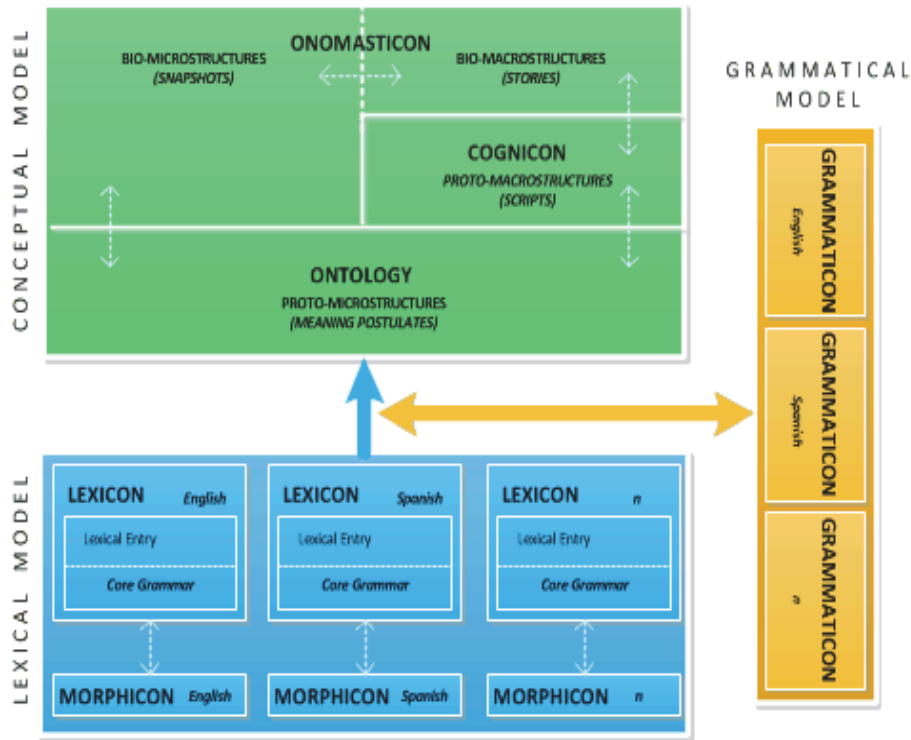 CONCEPTUAL MODEL
ONOMASTICON
BIO-MICROSTRUCTURES
(SNAPSHOTS)
BIO-MACROSTRUCTURES
(STORIES)
COGNICON
PROTO-MACROSTRUCTURES
(SCRIPTS)
ONTOLOGY
PROTO-MICROSTRUCTURES
(MEANING POSTULATES)
LEXICAL MODEL
LEXICON English
Lexical Entry
Core Grammar
MORPHICON English
LEXICON Spanish
Lexical Entry
Core Grammar
MORPHICON Spanish
LEXICON n
Lexical Entry
Core Grammar
MORPHICON n
GRAMMATICAL
MODEL
GRAMMATICON
English
GRAMMATICON
Spanish
GRAMMATICON
n